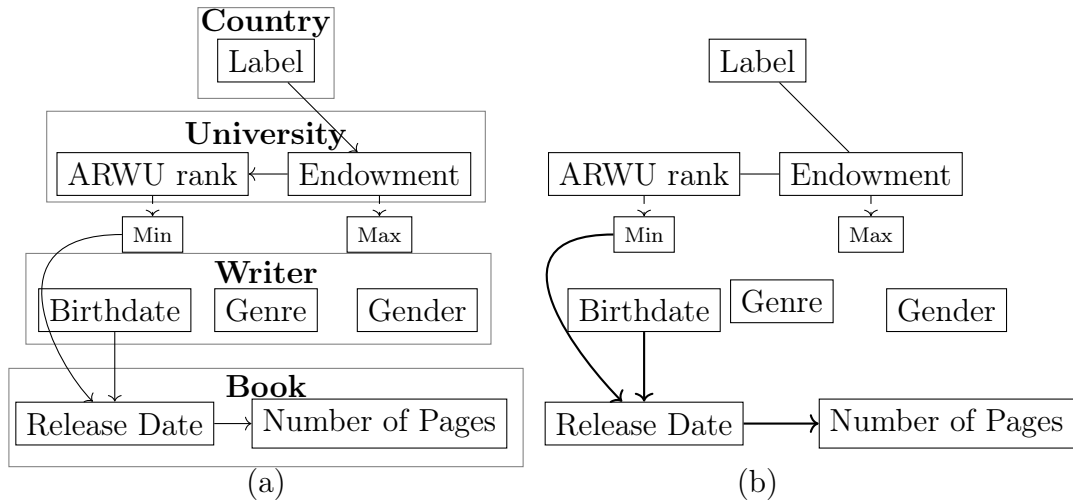 Country
Label
University
ARWU rank
Endowment
Min
Max
Writer
Birthdate
Genre
Gender
Book
Release Date
Number of Pages
(a)
Label
ARWU rank
Endowment
Min
Max
Birthdate
Genre
Gender
Release Date
Number of Pages
(b)